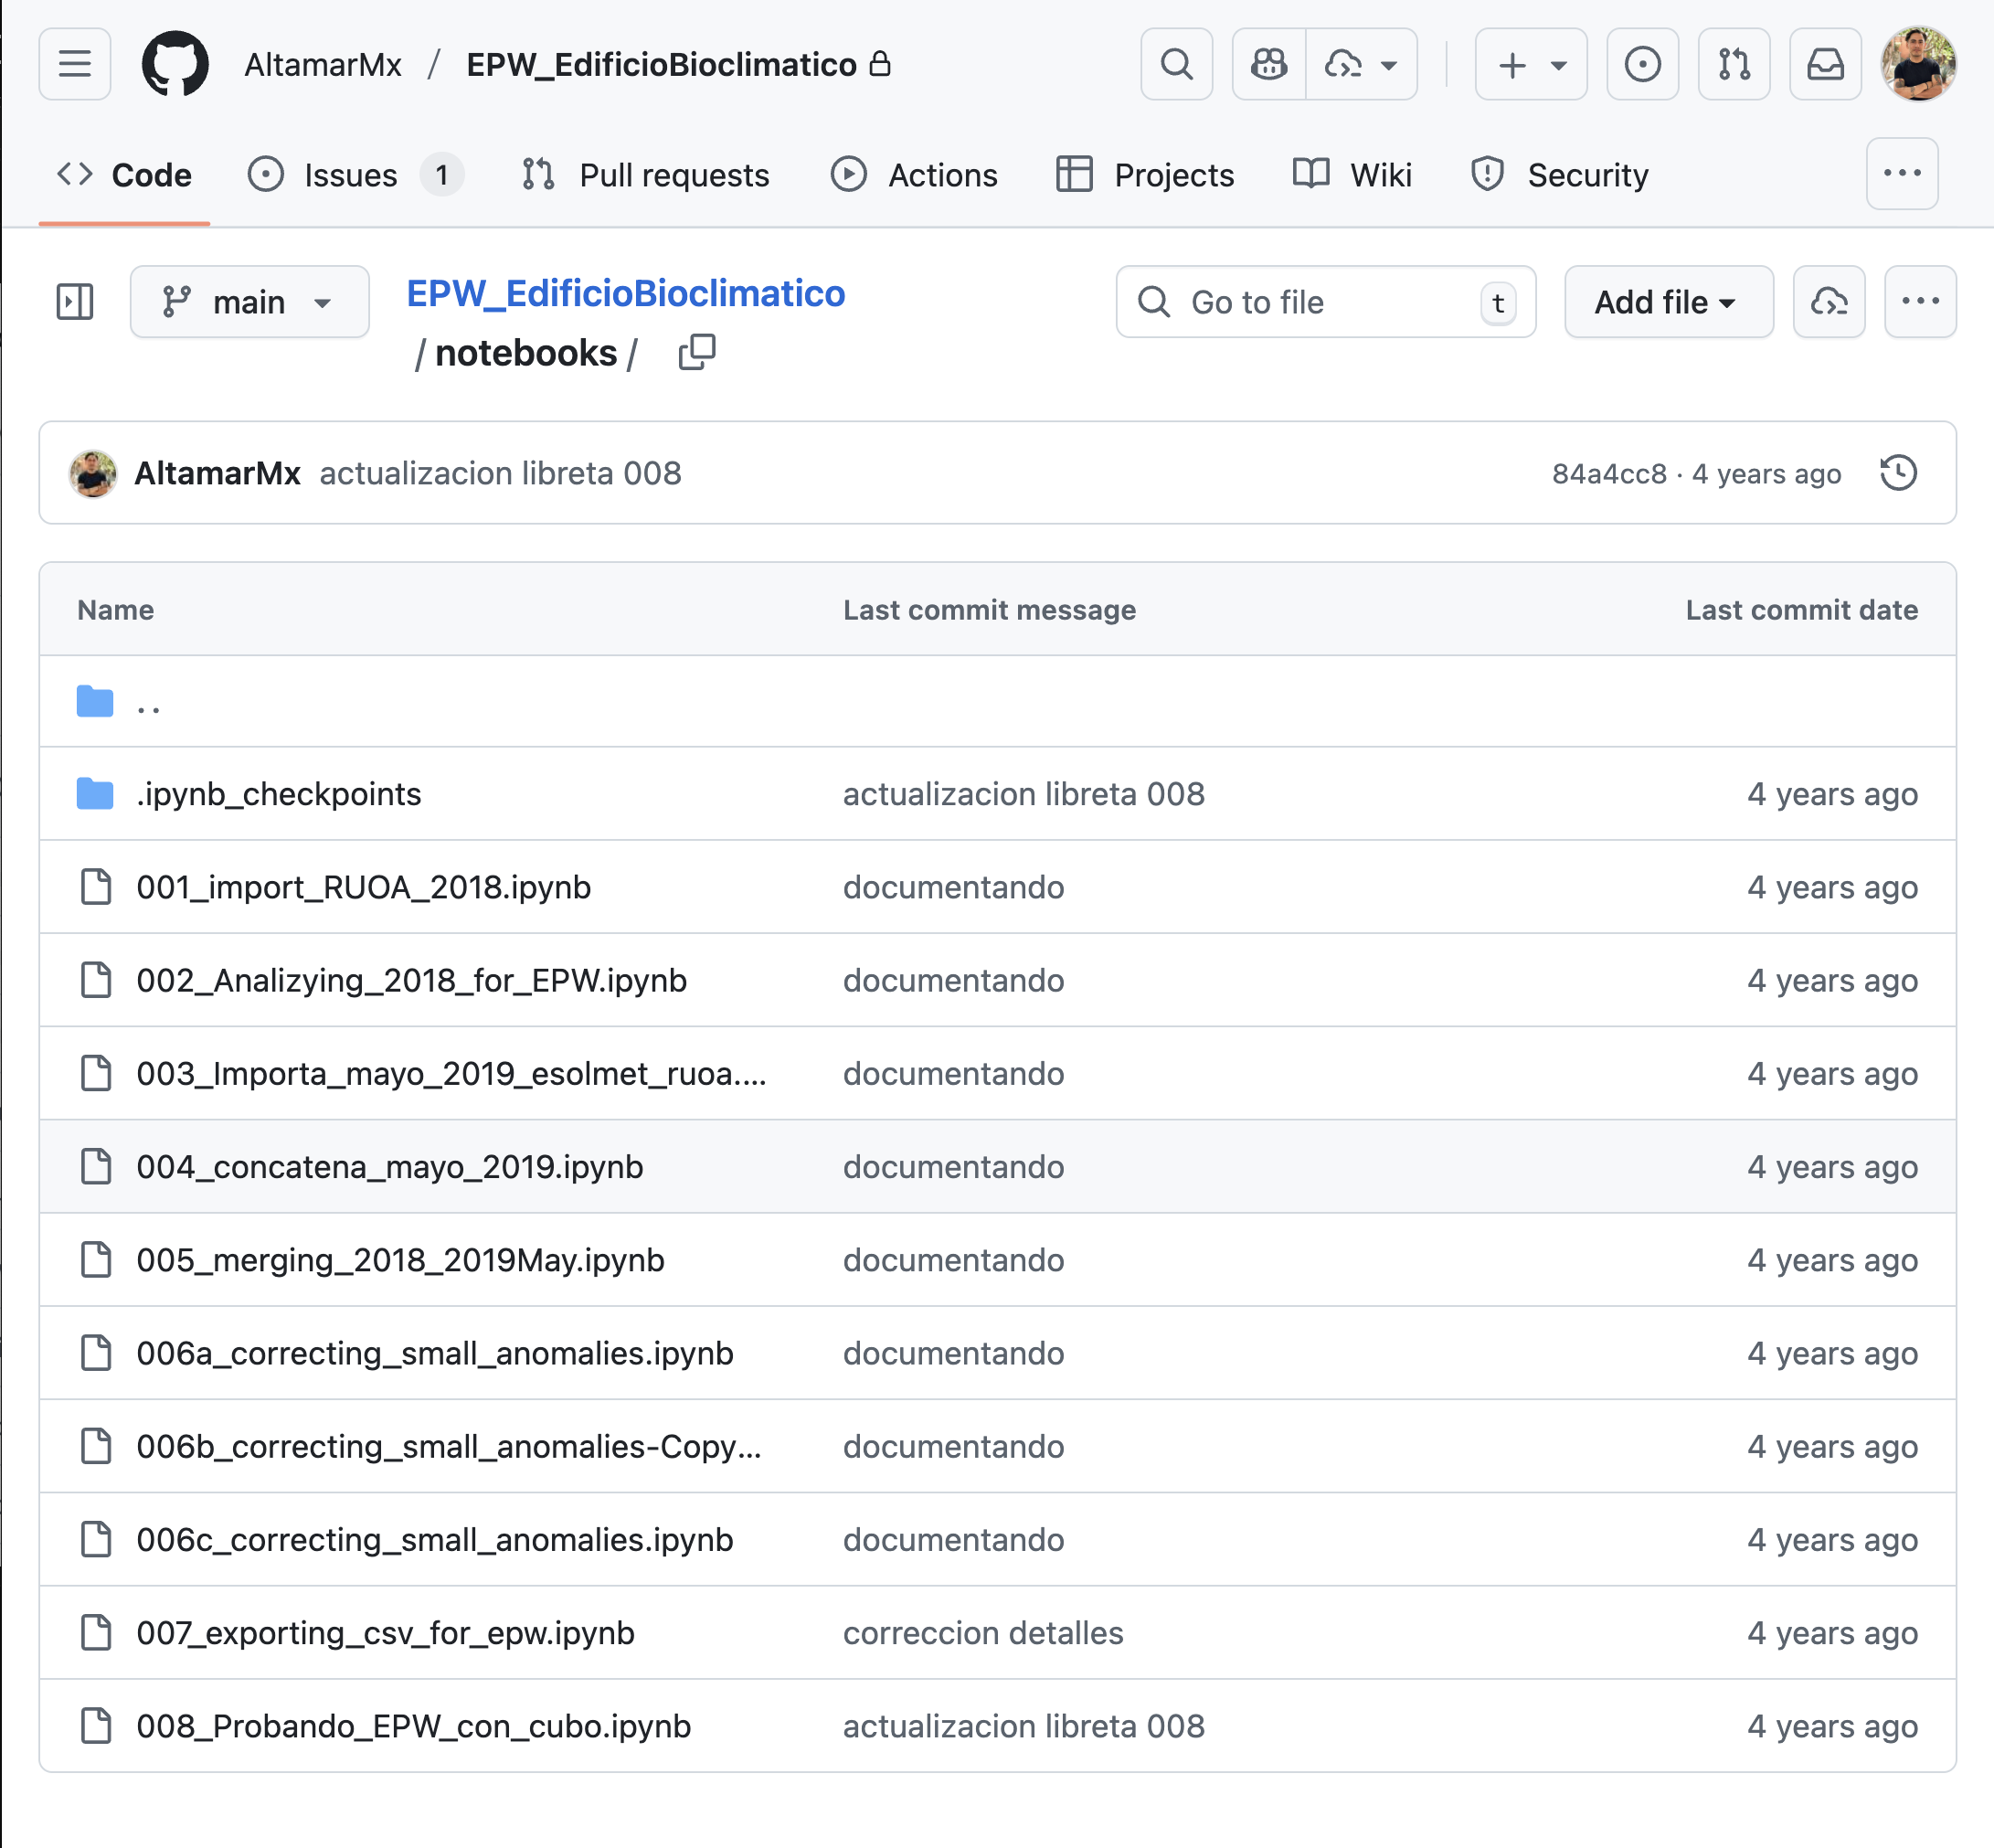 AltamarMx / EPW_EdificioBioclimatico
Code Issues 1 Pull requests Actions Projects Wiki Security
main EPW_EdificioBioclimatico Go to file t Add file
/ notebooks /
AltamarMx actualizacion libreta 008 84a4cc8 · 4 years ago
Name Last commit message Last commit date
..
.ipynb_checkpoints actualizacion libreta 008 4 years ago
001_import_RUOA_2018.ipynb documentando 4 years ago
002_Analizying_2018_for_EPW.ipynb documentando 4 years ago
003_Importa_mayo_2019_esolmet_ruoa.... documentando 4 years ago
004_concatena_mayo_2019.ipynb documentando 4 years ago
005_merging_2018_2019May.ipynb documentando 4 years ago
006a_correcting_small_anomalies.ipynb documentando 4 years ago
006b_correcting_small_anomalies-Copy... documentando 4 years ago
006c_correcting_small_anomalies.ipynb documentando 4 years ago
007_exporting_csv_for_epw.ipynb correccion detalles 4 years ago
008_Probando_EPW_con_cubo.ipynb actualizacion libreta 008 4 years ago